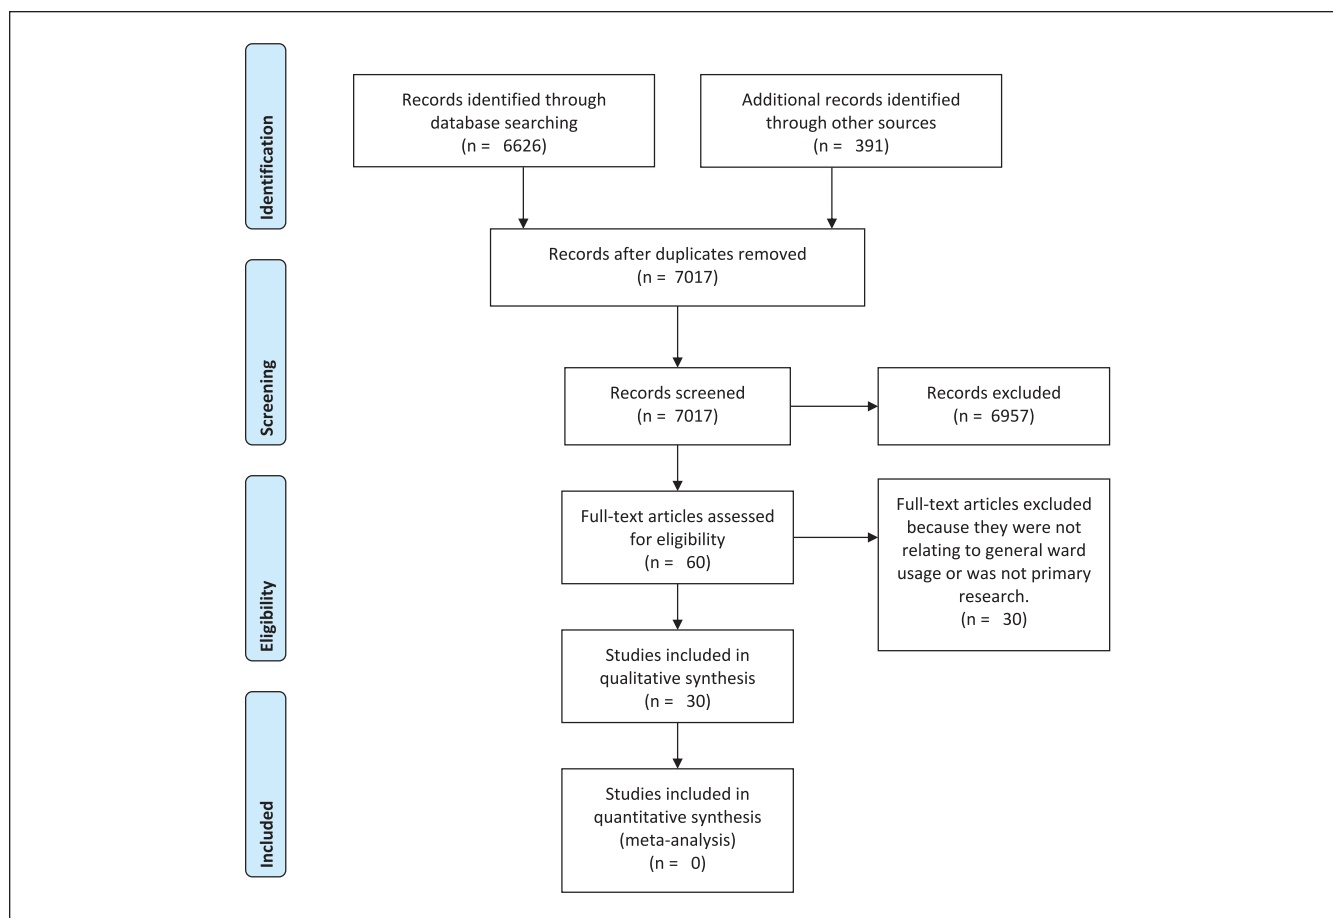 Identification
Records identified through
database searching
(n = 6626)
Additional records identified
through other sources
(n = 391)
Records after duplicates removed
(n = 7017)
Screening
Records screened
(n = 7017)
Records excluded
(n = 6957)
Eligibility
Full-text articles assessed
for eligibility
(n = 60)
Full-text articles excluded
because they were not
relating to general ward
usage or was not primary
research.
(n = 30)
Studies included in
qualitative synthesis
(n = 30)
Included
Studies included in
quantitative synthesis
(meta-analysis)
(n = 0)